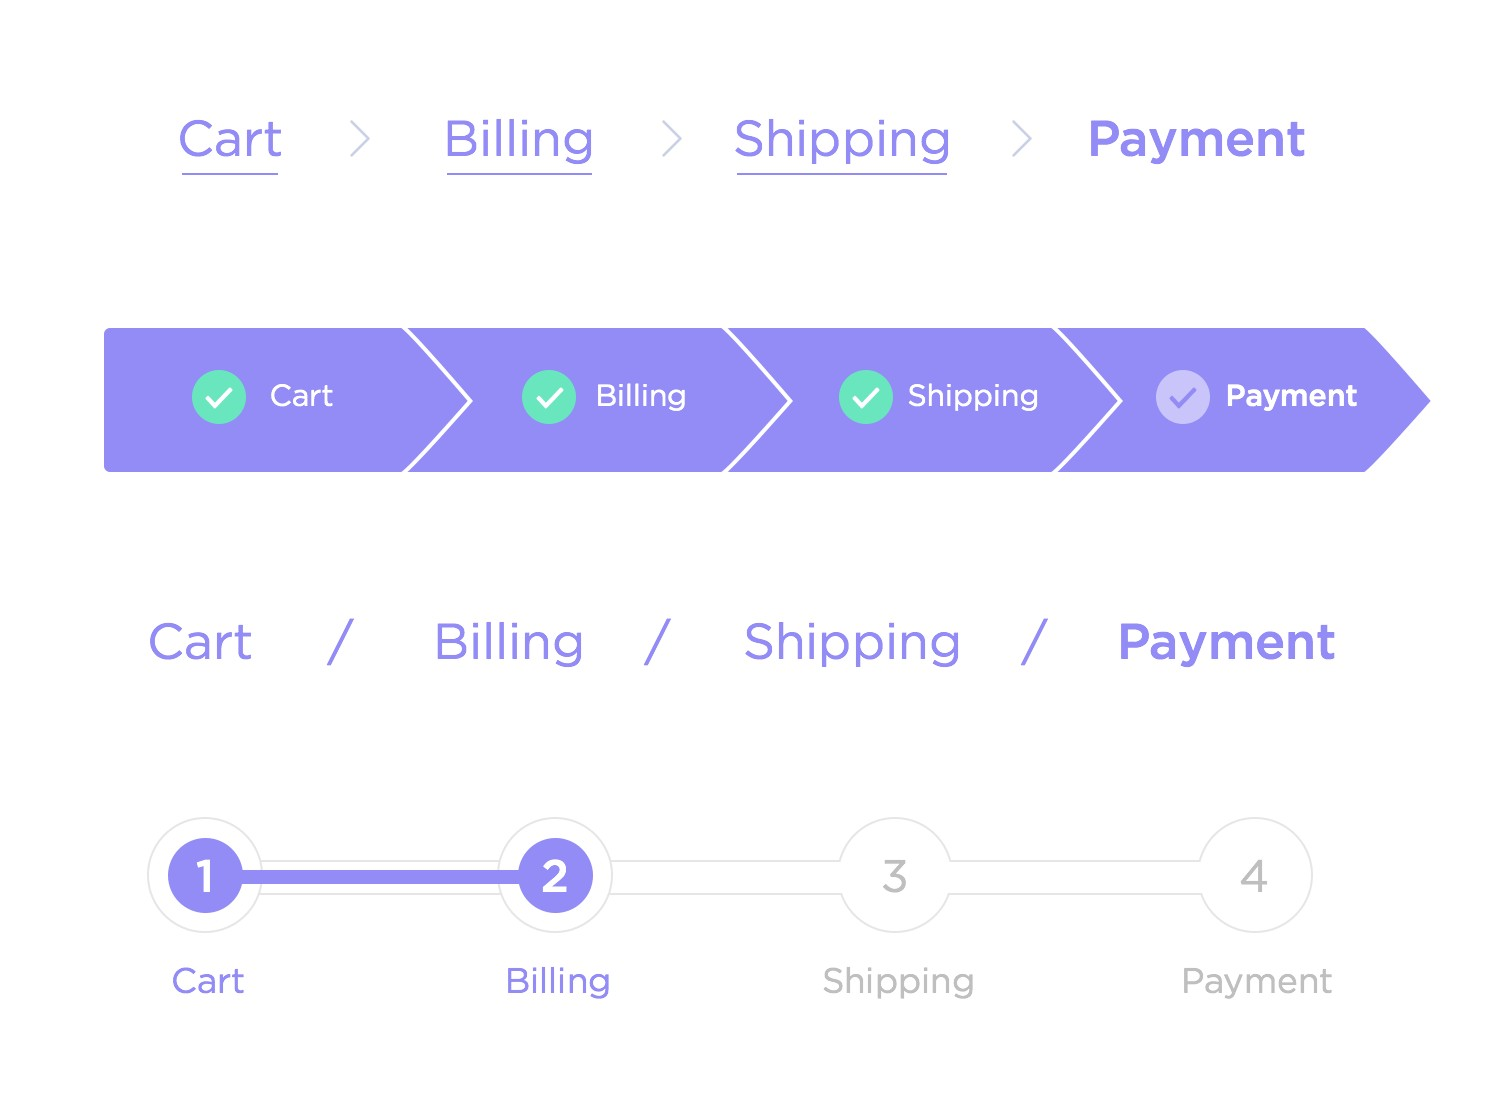 Cart > Billing > Shipping > Payment
Cart Billing Shipping Payment
Cart / Billing / Shipping / Payment
1 2 3 4
Cart Billing Shipping Payment